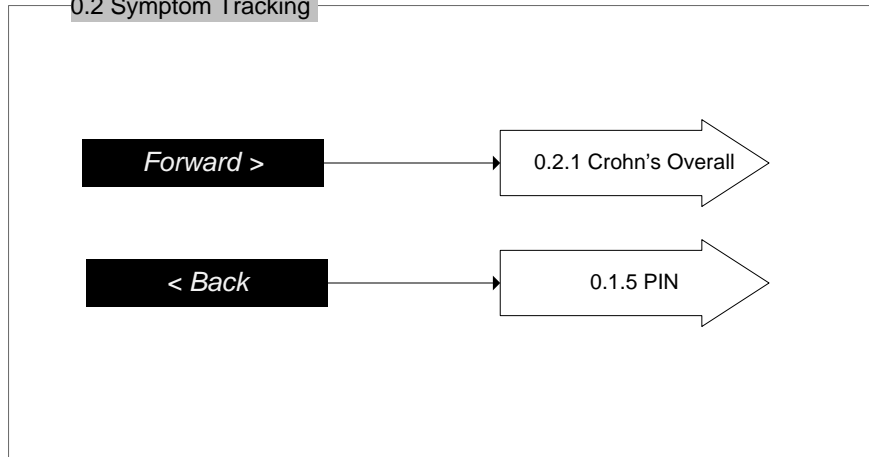 0.2 Symptom Tracking
Forward >
0.2.1 Crohn's Overall
< Back
0.1.5 PIN